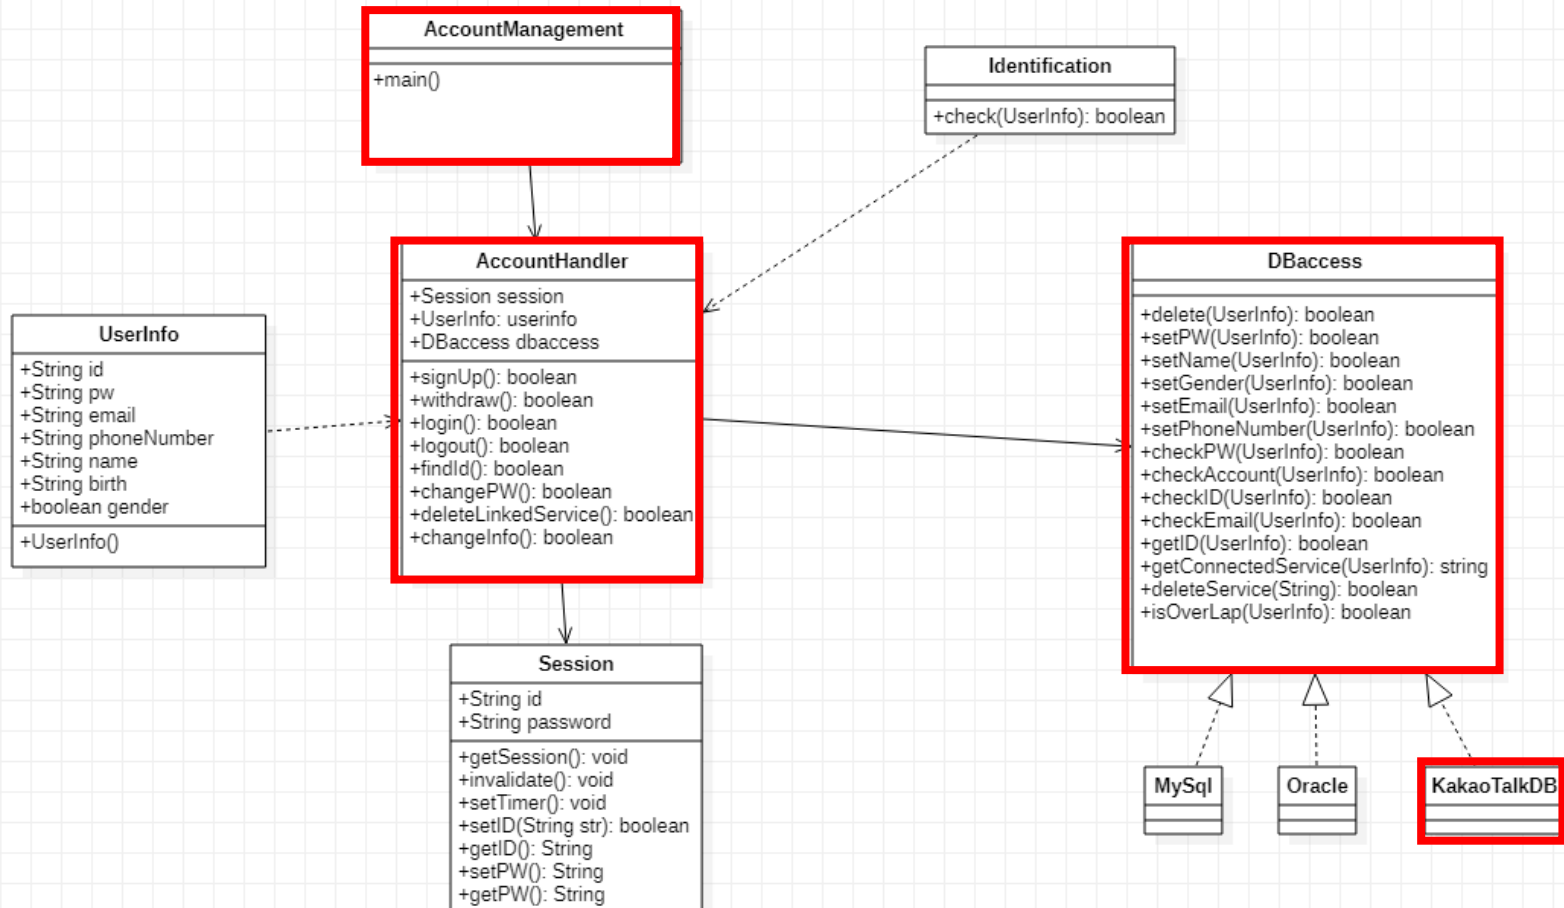 AccountManagement
+main()
Identification
+check(UserInfo): boolean
AccountHandler
+Session session
+UserInfo: userinfo
+DBaccess dbaccess
+signUp(): boolean
+withdraw(): boolean
+login(): boolean
+logout(): boolean
+findId(): boolean
+changePW(): boolean
+deleteLinkedService(): boolean
+changeInfo(): boolean
DBaccess
+delete(UserInfo): boolean
+setPW(UserInfo): boolean
+setName(UserInfo): boolean
+setGender(UserInfo): boolean
+setEmail(UserInfo): boolean
+setPhoneNumber(UserInfo): boolean
+checkPW(UserInfo): boolean
+checkAccount(UserInfo): boolean
+checkID(UserInfo): boolean
+checkEmail(UserInfo): boolean
+getID(UserInfo): boolean
+getConnectedService(UserInfo): string
+deleteService(String): boolean
+isOverLap(UserInfo): boolean
UserInfo
+String id
+String pw
+String email
+String phoneNumber
+String name
+String birth
+boolean gender
+UserInfo()
Session
+String id
+String password
+getSession(): void
+invalidate(): void
+setTimer(): void
+setID(String str): boolean
+getID(): String
+setPW(): String
+getPW(): String
MySql
Oracle
KakaoTalkDB